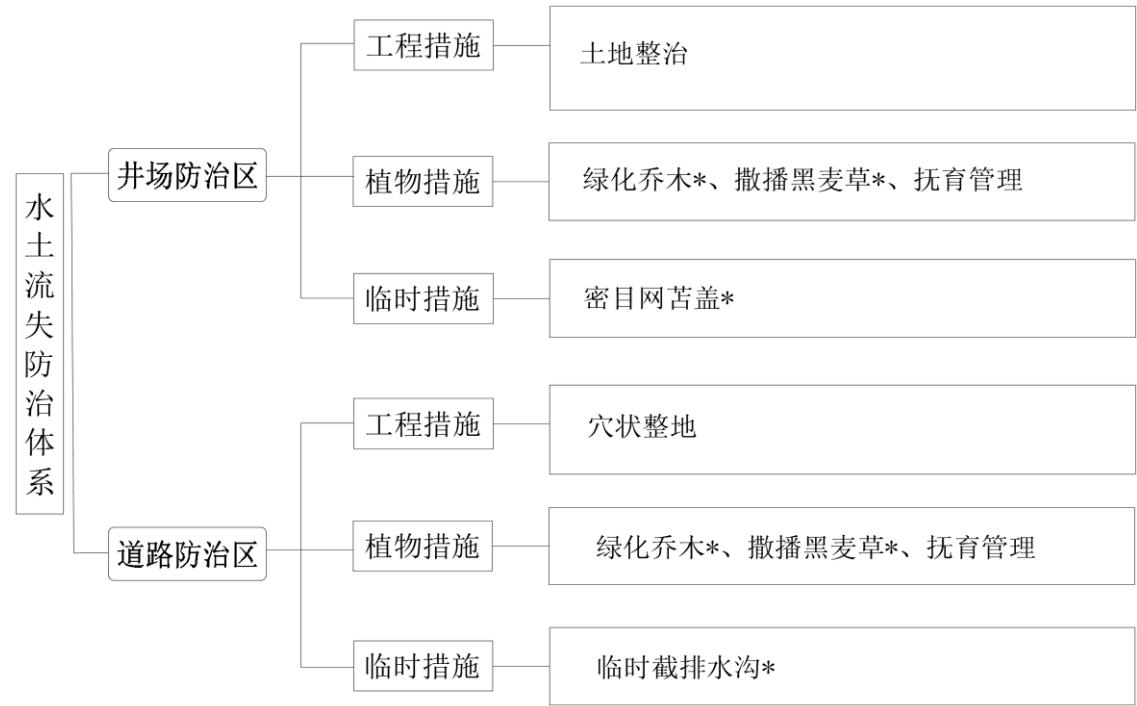 水土流失防治体系
井场防治区
工程措施
土地整治
植物措施
绿化乔木*、撒播黑麦草*、抚育管理
临时措施
密目网苫盖*
道路防治区
工程措施
穴状整地
植物措施
绿化乔木*、撒播黑麦草*、抚育管理
临时措施
临时截排水沟*